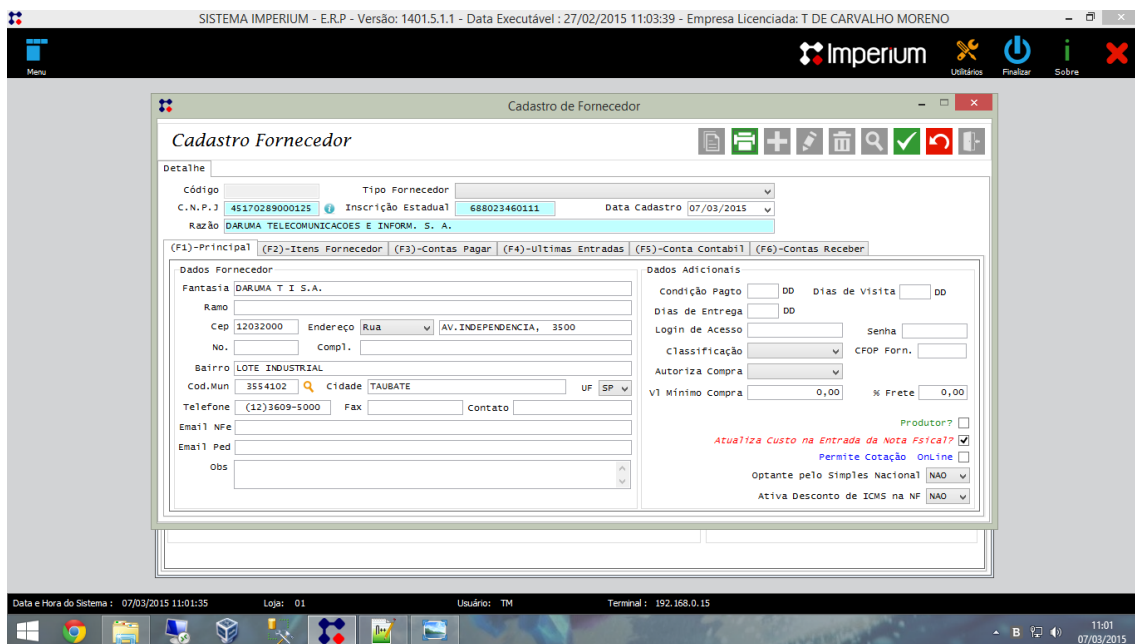 SISTEMA IMPERIUM - E.R.P - Versão: 1401.5.1.1 - Data Executável : 27/02/2015 11:03:39 - Empresa Licenciada: T DE CARVALHO MORENO
Menu
Imperium
Utilitários Finalizar Sobre
Cadastro de Fornecedor
Cadastro Fornecedor
Detalhe
Código Tipo Fornecedor
C.N.P.J 45170289000125 Inscrição Estadual 688023460111 Data Cadastro 07/03/2015
Razão DARUMA TELECOMUNICACOES E INFORM. S. A.
(F1)-Principal (F2)-Itens Fornecedor (F3)-Contas Pagar (F4)-Ultimas Entradas (F5)-Conta Contabil (F6)-Contas Receber
Dados Fornecedor
Fantasia DARUMA T I S.A.
Ramo
Cep 12032000 Endereço Rua AV.INDEPENDENCIA, 3500
No. Compl.
Bairro LOTE INDUSTRIAL
Cod.Mun 3554102 Cidade TAUBATE UF SP
Telefone (12)3609-5000 Fax Contato
Email NFe
Email Ped
Obs
Dados Adicionais
Condição Pagto DD Dias de Visita DD
Dias de Entrega DD
Login de Acesso Senha
Classificação CFOP Forn.
Autoriza Compra
Vl Mínimo Compra 0,00 % Frete 0,00
Produtor?
Atualiza Custo na Entrada da Nota Fsical?
Permite Cotação OnLine
Optante pelo Simples Nacional NAO
Ativa Desconto de ICMS na NF NAO
Data e Hora do Sistema : 07/03/2015 11:01:35 Loja: 01 Usuário: TM Terminal : 192.168.0.15
B 11:01
07/03/2015